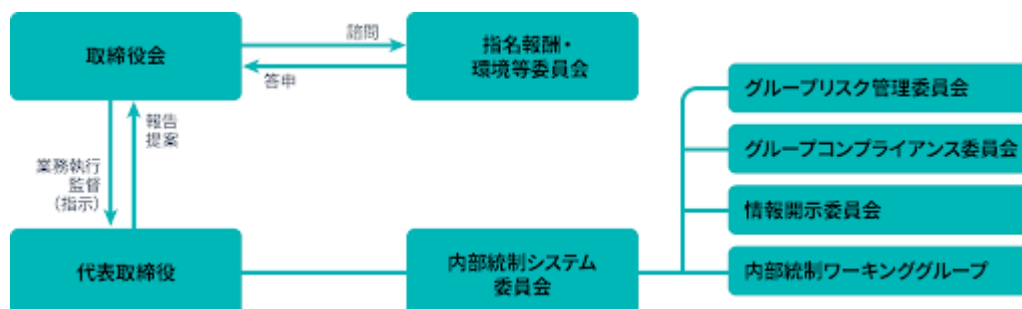 取締役会
諮問
答申
指名報酬・
環境等委員会
報告
提案
業務執行
監督
（指示）
代表取締役
内部統制システム
委員会
グループリスク管理委員会
グループコンプライアンス委員会
情報開示委員会
内部統制ワーキンググループ